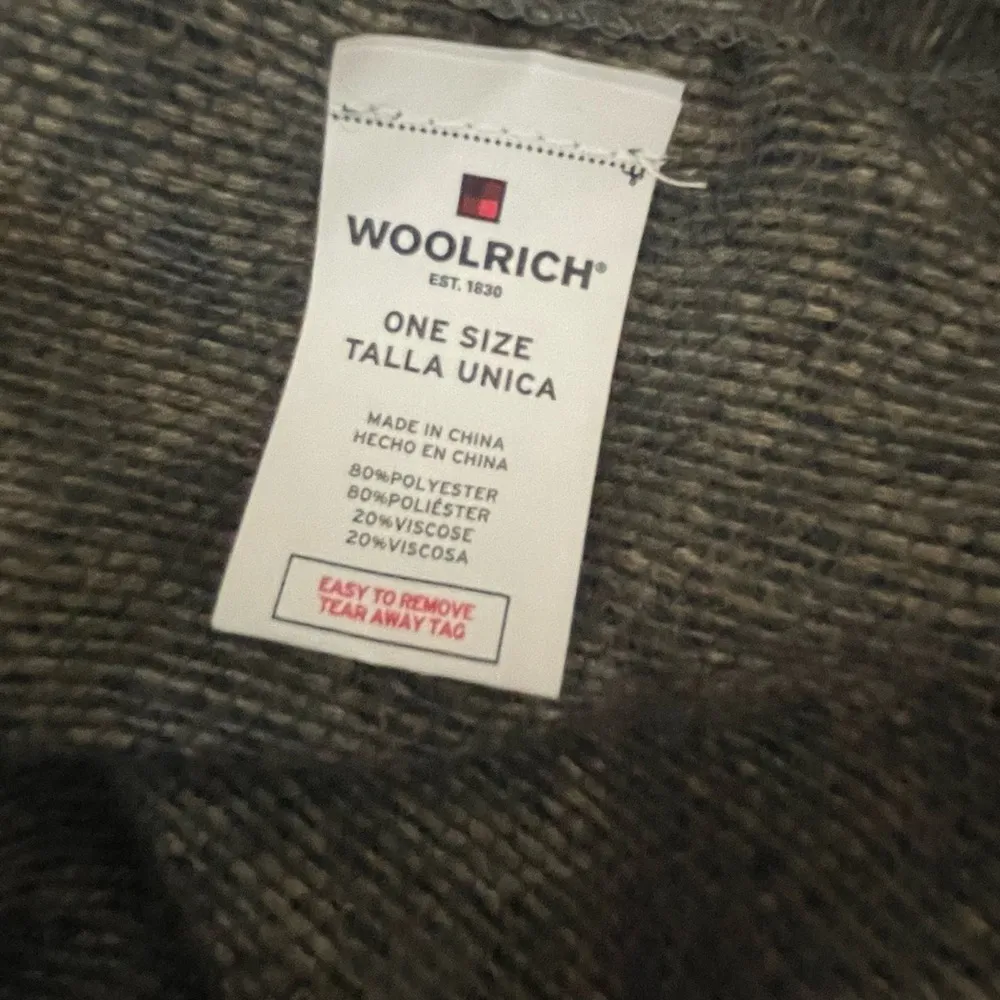 WOOLRICH®
EST. 1830
ONE SIZE
TALLA UNICA
MADE IN CHINA
HECHO EN CHINA
80%POLYESTER
80%POLIÉSTER
20%VISCOSE
20%VISCOSA
EASY TO REMOVE
TEAR AWAY TAG